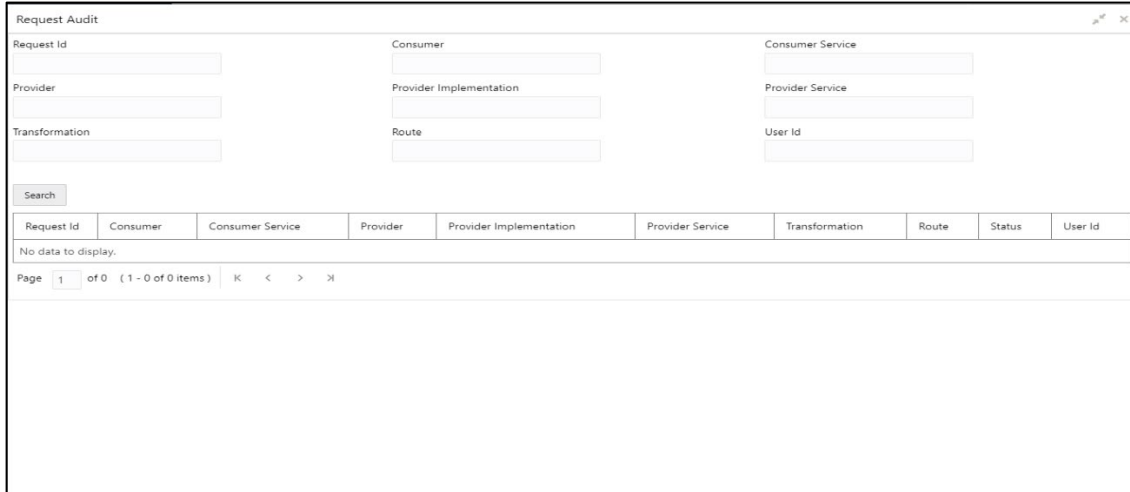 Request Audit
Request Id Consumer Consumer Service
Provider Provider Implementation Provider Service
Transformation Route User Id
Search
Request Id Consumer Consumer Service Provider Provider Implementation Provider Service Transformation Route Status User Id
No data to display.
Page 1 of 0 ( 1 - 0 of 0 items )